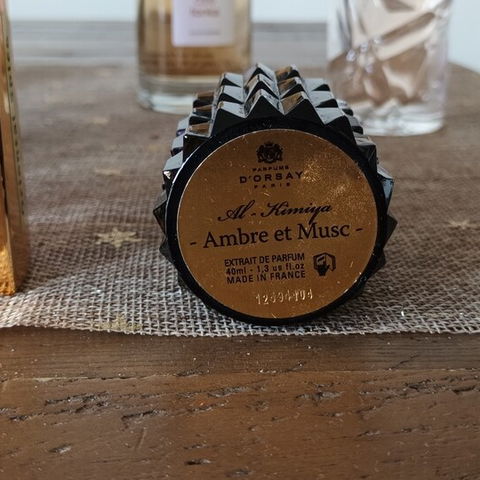 PARFUMS
D'ORSAY
PARIS
Al - Kimiya
- Ambre et Musc -
EXTRAIT DE PARFUM
40ml - 1,3 us fl.oz
MADE IN FRANCE